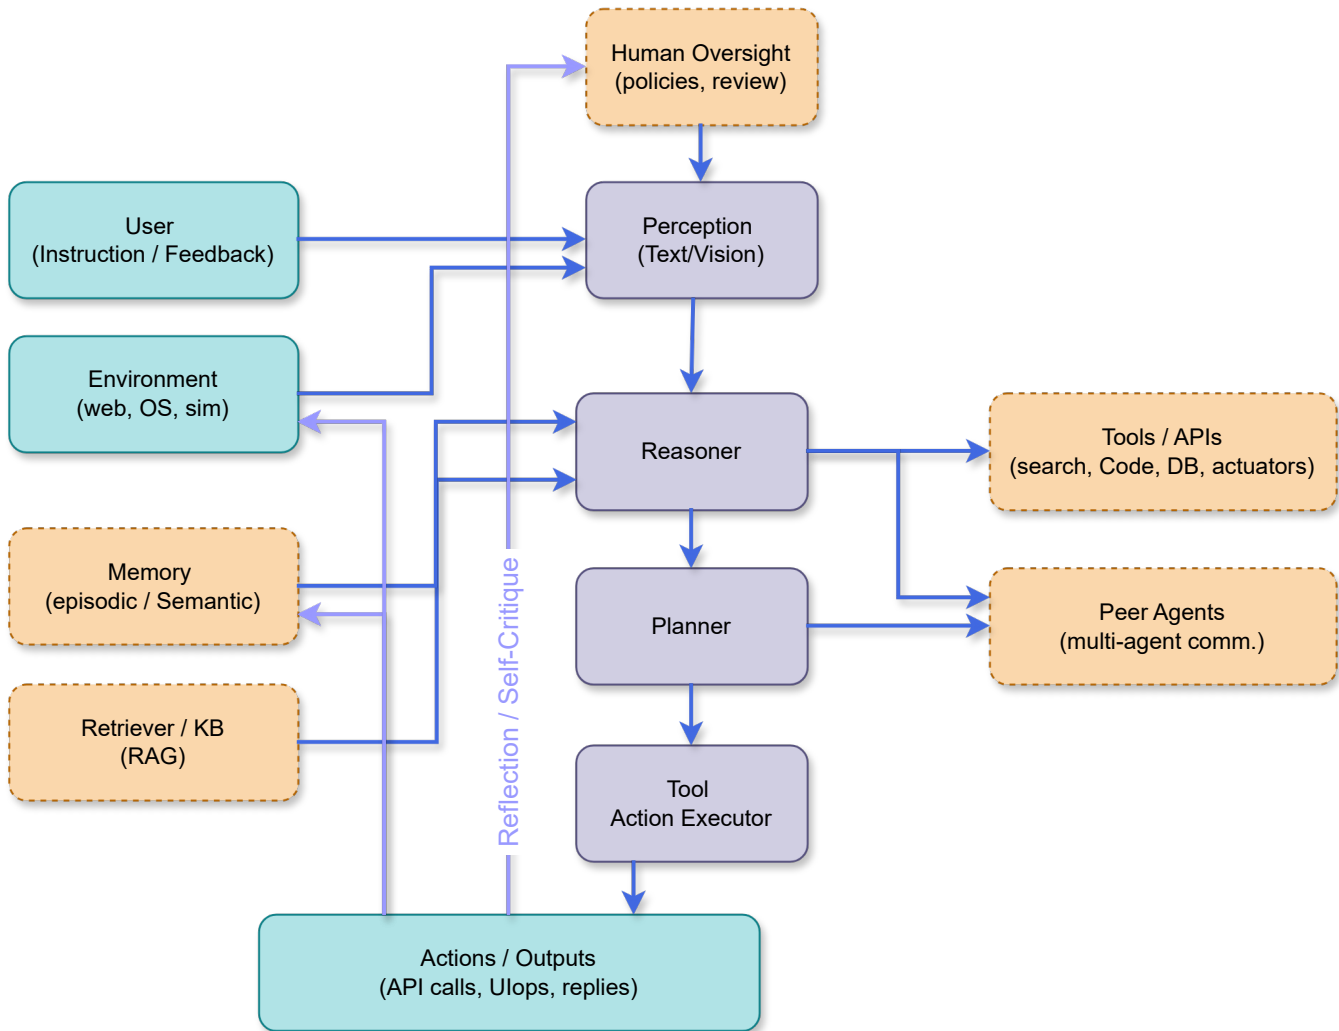 Human Oversight
(policies, review)
User
(Instruction / Feedback)
Perception
(Text/Vision)
Environment
(web, OS, sim)
Reasoner
Tools / APIs
(search, Code, DB, actuators)
Memory
(episodic / Semantic)
Reflection / Self-Critique
Planner
Peer Agents
(multi-agent comm.)
Retriever / KB
(RAG)
Tool
Action Executor
Actions / Outputs
(API calls, UIops, replies)